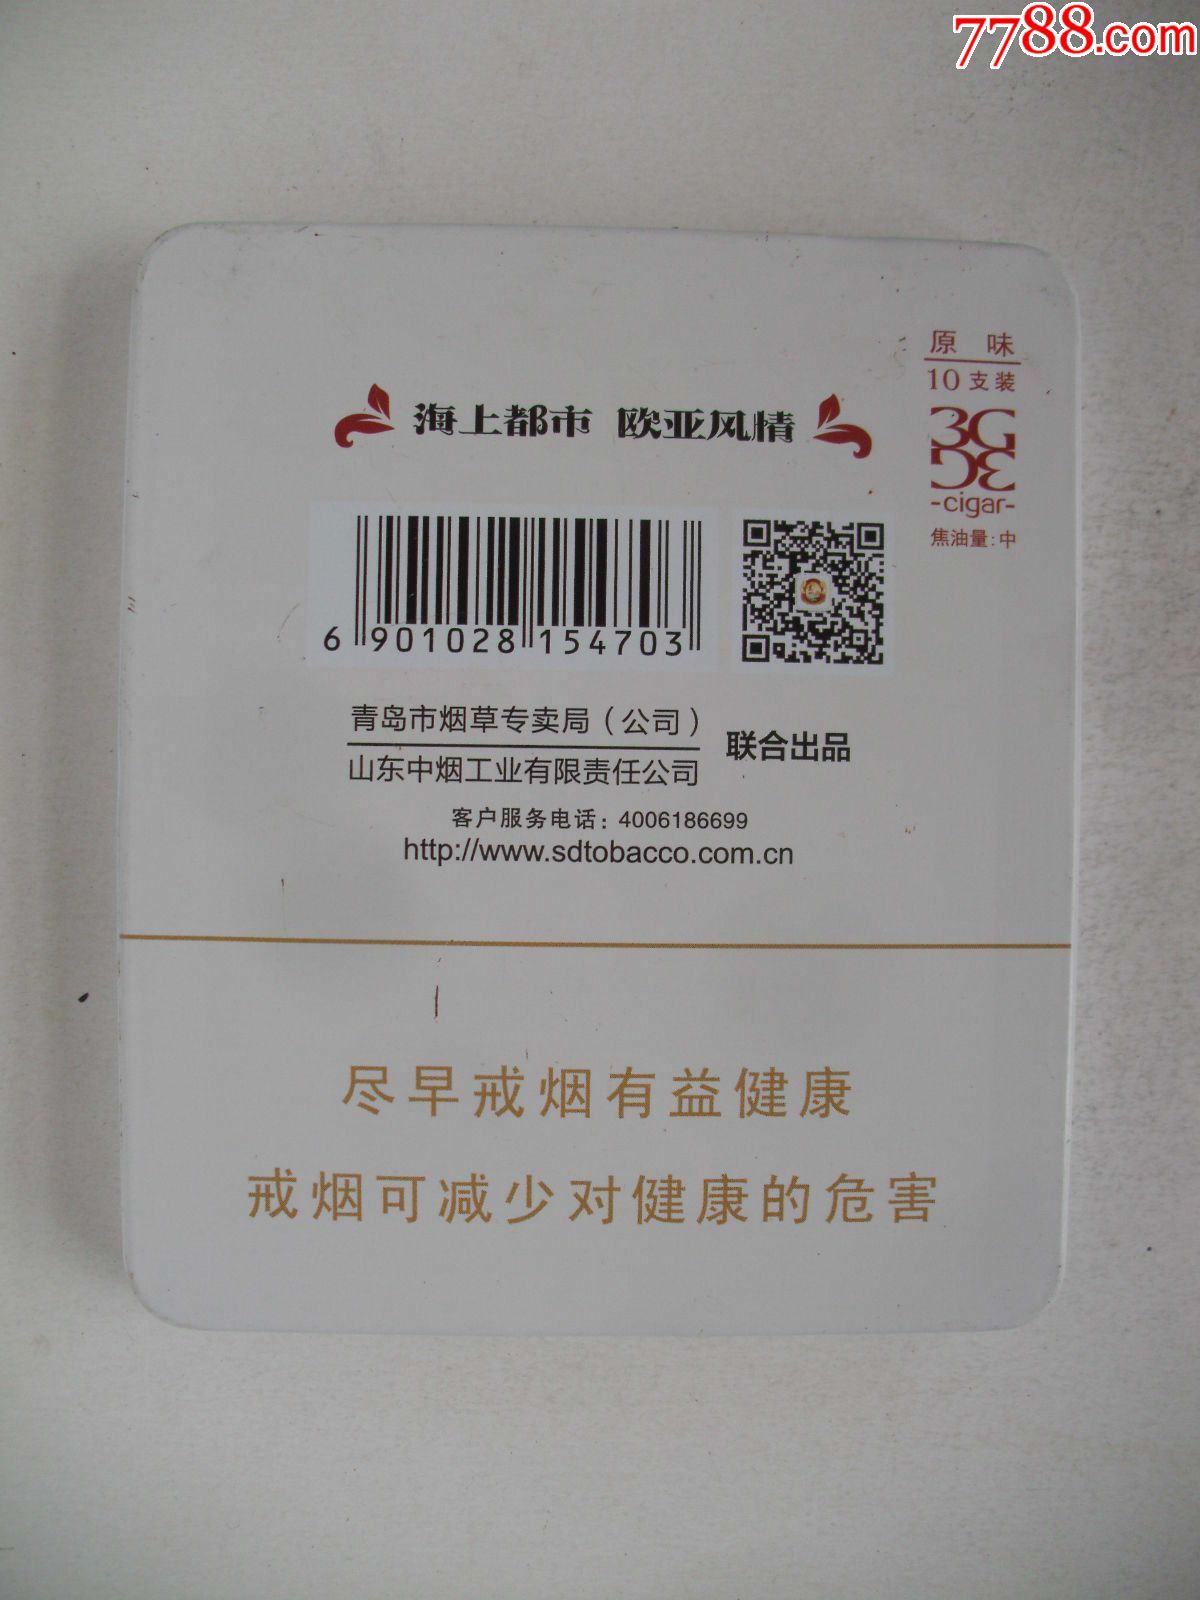 7788.com
原味
10支装
3G
3G
-cigar-
焦油量:中
海上都市 欧亚风情
6 901028 154703
青岛市烟草专卖局(公司)
山东中烟工业有限责任公司
联合出品
客户服务电话:4006186699
http://www.sdtobacco.com.cn
尽早戒烟有益健康
戒烟可减少对健康的危害